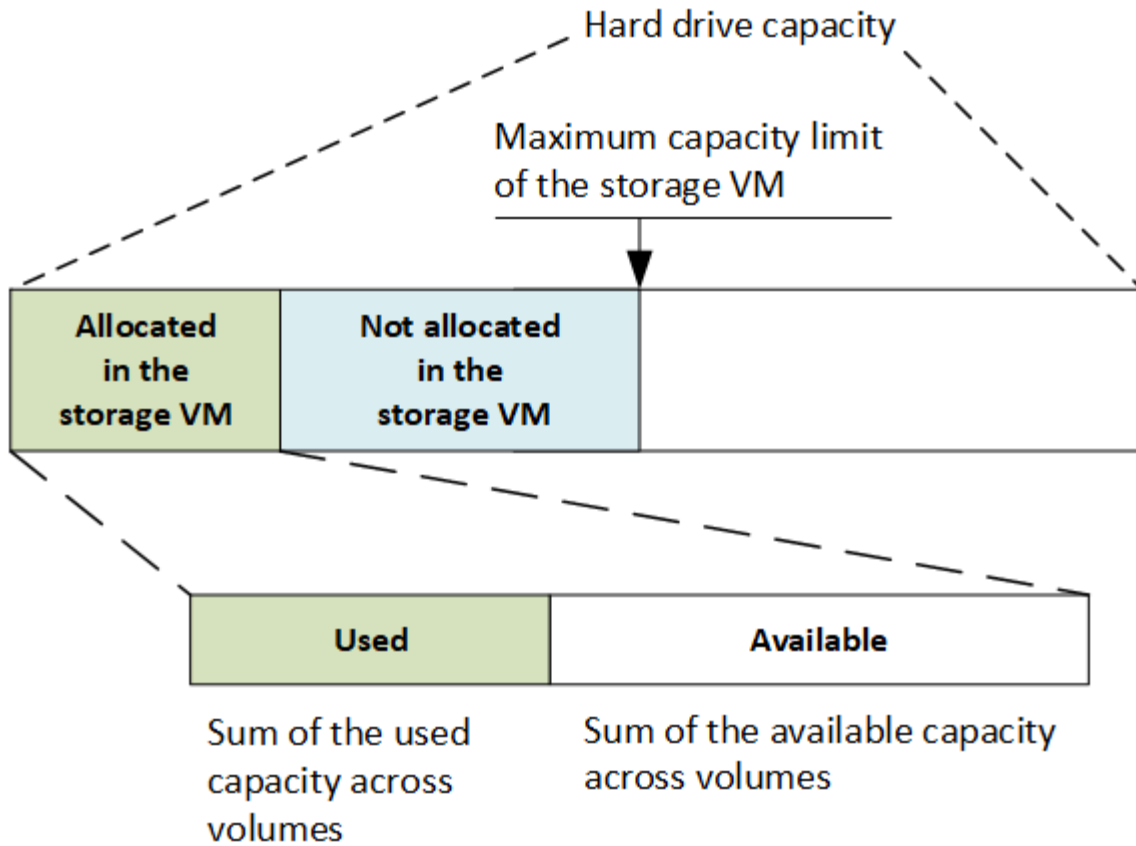 Hard drive capacity
Maximum capacity limit
of the storage VM
Allocated
in the
storage VM
Not allocated
in the
storage VM
Used
Available
Sum of the used
capacity across
volumes
Sum of the available capacity
across volumes